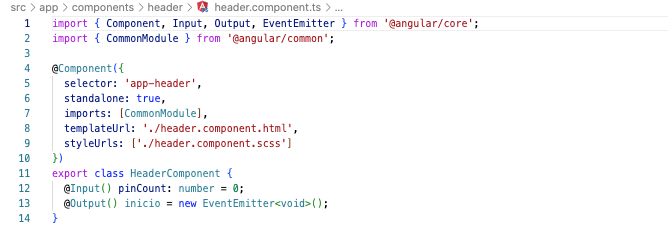 src > app > components > header > header.component.ts > ...
1 import { Component, Input, Output, EventEmitter } from '@angular/core';
2 import { CommonModule } from '@angular/common';
3
4 @Component({
5   selector: 'app-header',
6   standalone: true,
7   imports: [CommonModule],
8   templateUrl: './header.component.html',
9   styleUrls: ['./header.component.scss']
10 })
11 export class HeaderComponent {
12   @Input() pinCount: number = 0;
13   @Output() inicio = new EventEmitter<void>();
14 }